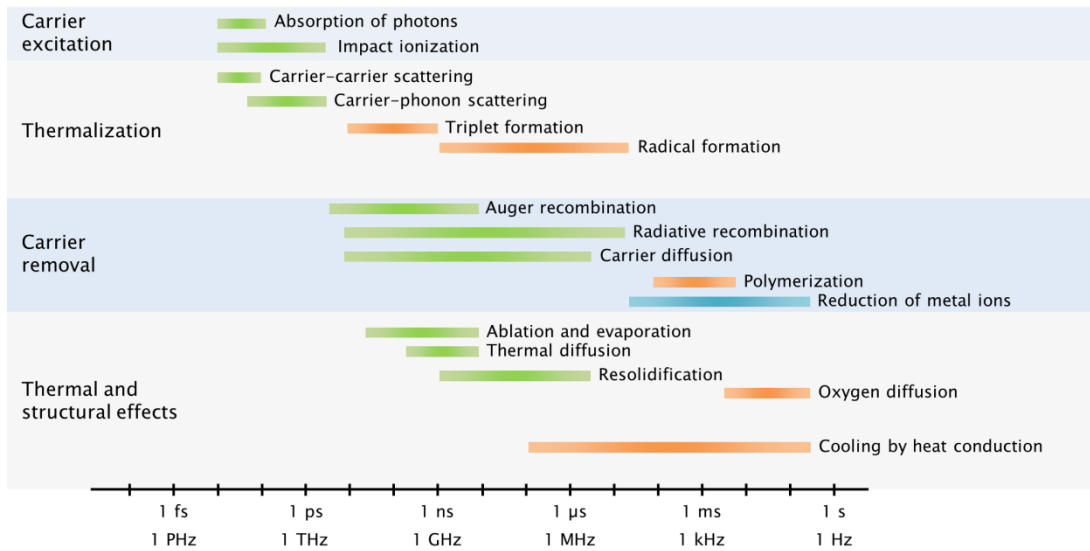 Carrier
excitation
Absorption of photons
Impact ionization
Thermalization
Carrier-carrier scattering
Carrier-phonon scattering
Triplet formation
Radical formation
Carrier
removal
Auger recombination
Radiative recombination
Carrier diffusion
Polymerization
Reduction of metal ions
Thermal and
structural effects
Ablation and evaporation
Thermal diffusion
Resolidification
Oxygen diffusion
Cooling by heat conduction
1 fs 1 ps 1 ns 1 μs 1 ms 1 s
1 PHz 1 THz 1 GHz 1 MHz 1 kHz 1 Hz